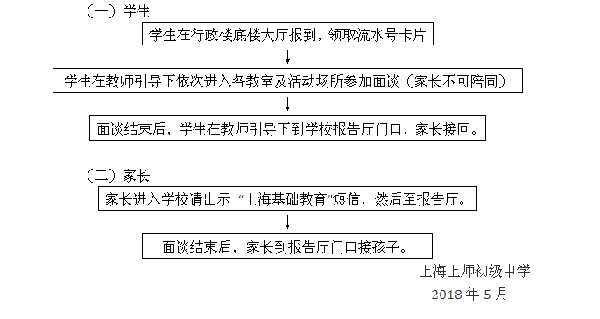 （一）学生
学生在行政楼底楼大厅报到，领取流水号卡片
学生在教师引导下依次进入各教室及活动场所参加面谈（家长不可陪同）
面谈结束后，学生在教师引导下到学校报告厅门口，家长接回。
（二）家长
家长进入学校请出示“上海基础教育”短信，然后至报告厅。
面谈结束后，家长到报告厅门口接孩子。
上海上师初级中学
2018年5月